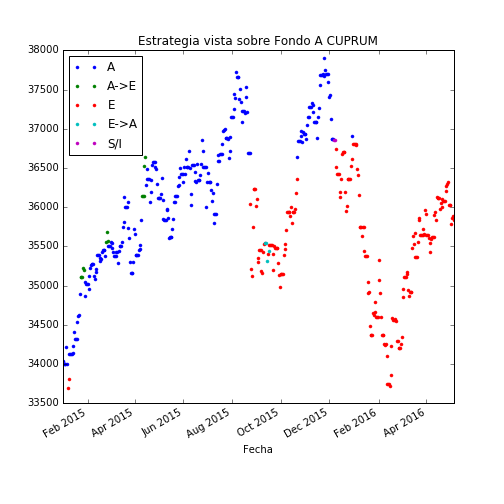 Estrategia vista sobre Fondo A CUPRUM
38000
37500
37000
36500
36000
35500
35000
34500
34000
33500
A
A->E
E
E->A
S/I
Feb 2015
Apr 2015
Jun 2015
Aug 2015
Oct 2015
Dec 2015
Feb 2016
Apr 2016
Fecha